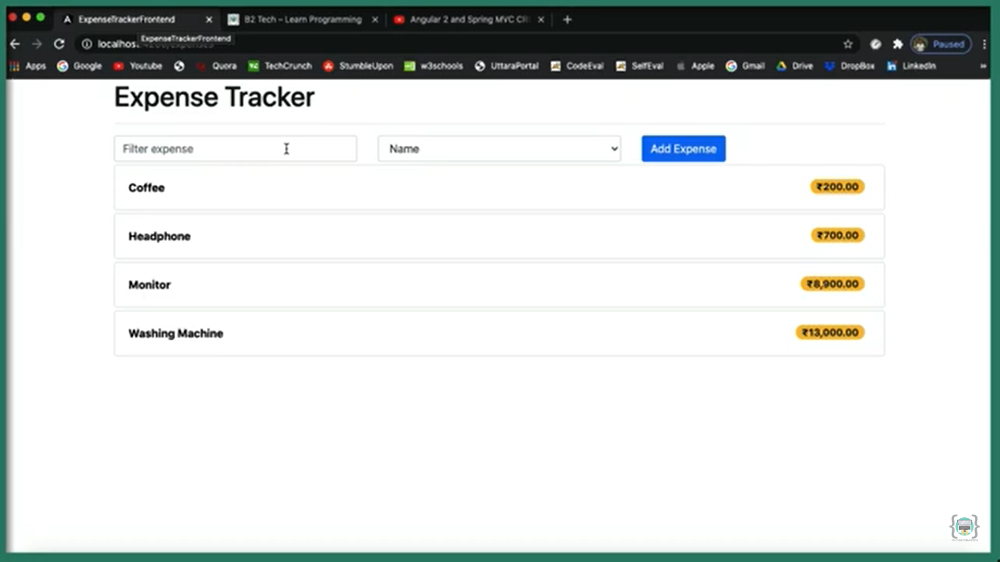 ExpenseTrackerFrontend
B2 Tech – Learn Programming
Angular 2 and Spring MVC CR
ExpenseTrackerFrontend
localhos
Paused
Apps Google Youtube Quora TechCrunch StumbleUpon w3schools UttaraPortal CodeEval SelfEval Apple Gmail Drive DropBox LinkedIn
Expense Tracker
Filter expense
Name
Add Expense
Coffee ₹200.00
Headphone ₹700.00
Monitor ₹8,900.00
Washing Machine ₹13,000.00